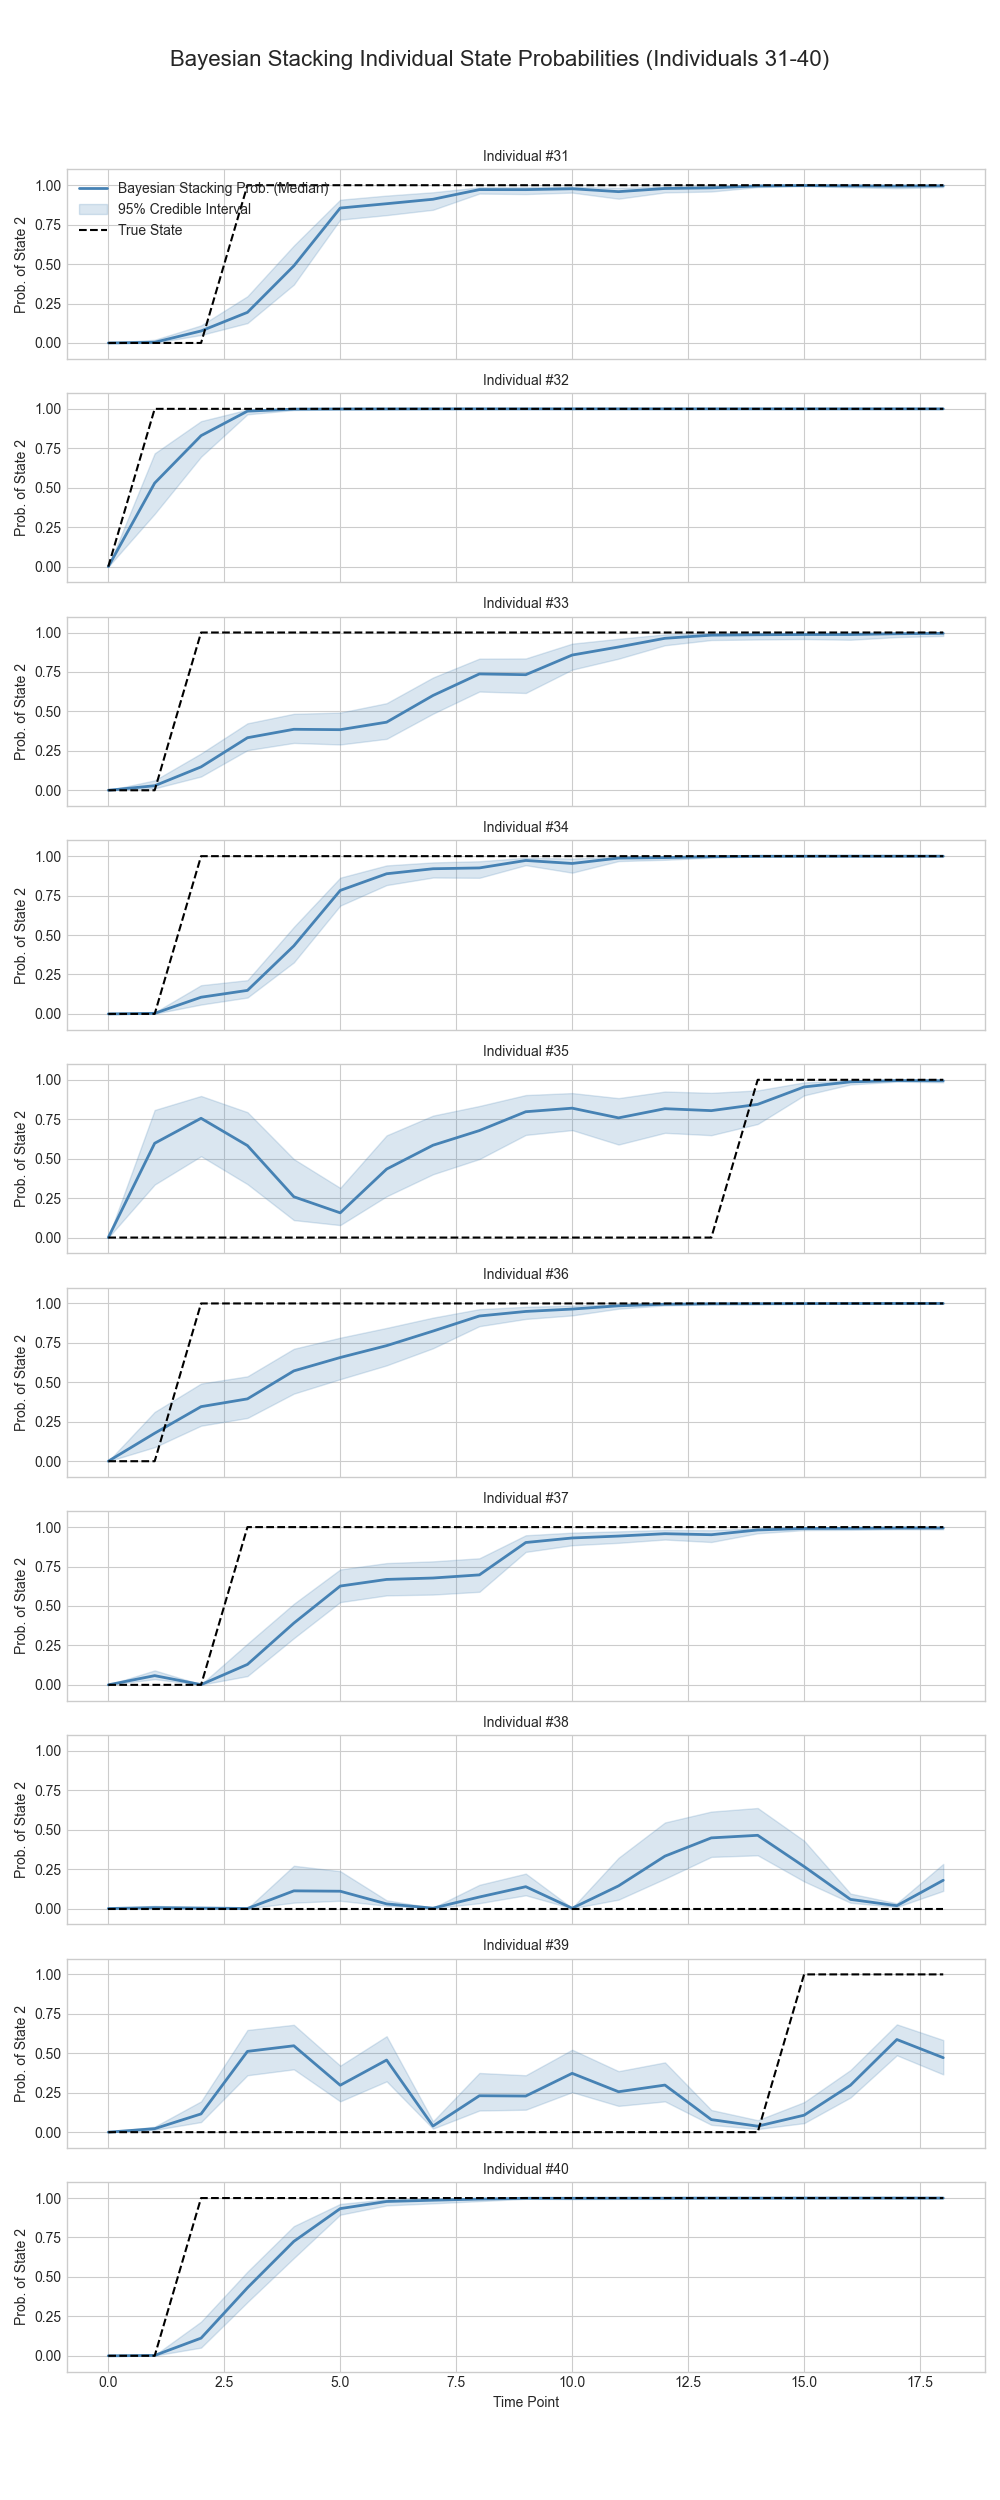 Bayesian Stacking Individual State Probabilities (Individuals 31-40)
Individual #31
Bayesian Stacking Prob. (Median)
95% Credible Interval
True State
Prob. of State 2
1.00
0.75
0.50
0.25
0.00
Individual #32
Prob. of State 2
1.00
0.75
0.50
0.25
0.00
Individual #33
Prob. of State 2
1.00
0.75
0.50
0.25
0.00
Individual #34
Prob. of State 2
1.00
0.75
0.50
0.25
0.00
Individual #35
Prob. of State 2
1.00
0.75
0.50
0.25
0.00
Individual #36
Prob. of State 2
1.00
0.75
0.50
0.25
0.00
Individual #37
Prob. of State 2
1.00
0.75
0.50
0.25
0.00
Individual #38
Prob. of State 2
1.00
0.75
0.50
0.25
0.00
Individual #39
Prob. of State 2
1.00
0.75
0.50
0.25
0.00
Individual #40
Prob. of State 2
1.00
0.75
0.50
0.25
0.00
0.0 2.5 5.0 7.5 10.0 12.5 15.0 17.5
Time Point